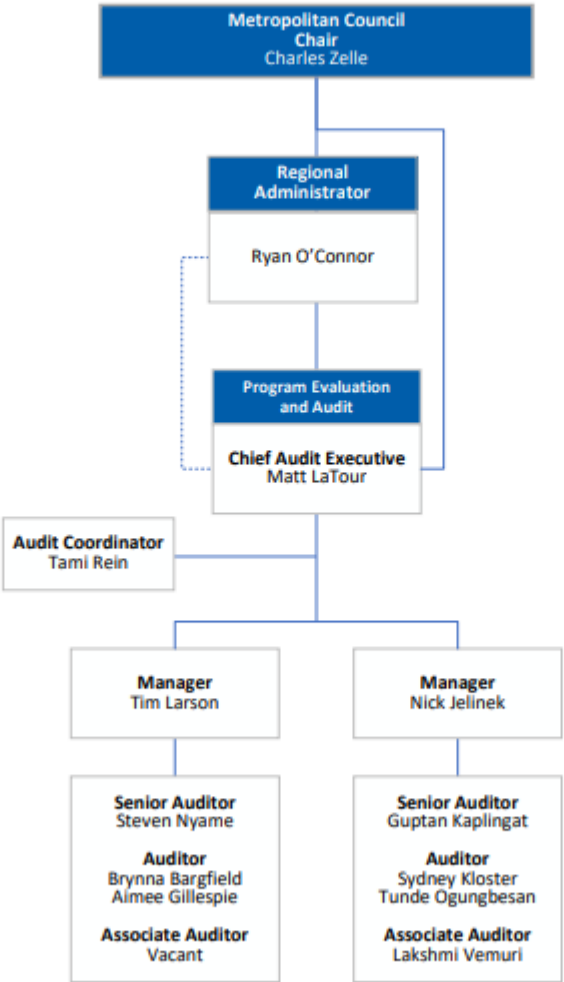 Metropolitan Council
Chair
Charles Zelle
Regional
Administrator
Ryan O’Connor
Program Evaluation
and Audit
Chief Audit Executive
Matt LaTour
Audit Coordinator
Tami Rein
Manager
Tim Larson
Manager
Nick Jelinek
Senior Auditor
Steven Nyame
Auditor
Brynna Bargfield
Aimee Gillespie
Associate Auditor
Vacant
Senior Auditor
Guptan Kaplingat
Auditor
Sydney Kloster
Tunde Ogungbesan
Associate Auditor
Lakshmi Vemuri